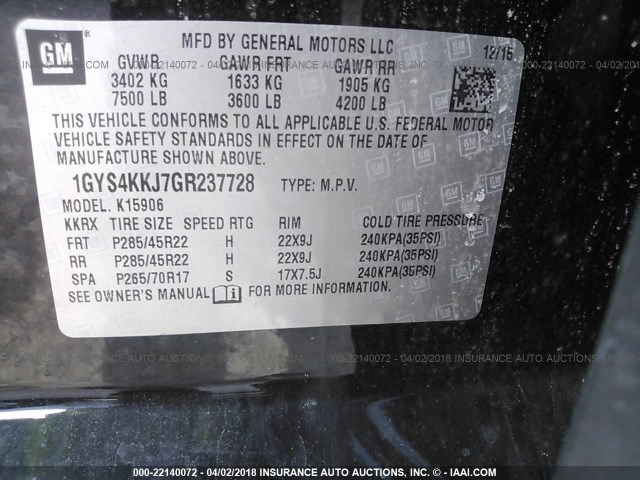 GM
MFD BY GENERAL MOTORS LLC 12/15
GVWR GAWR FRT GAWR RR
3402 KG 1633 KG 1905 KG
7500 LB 3600 LB 4200 LB
THIS VEHICLE CONFORMS TO ALL APPLICABLE U.S. FEDERAL MOTOR
VEHICLE SAFETY STANDARDS IN EFFECT ON THE DATE OF
MANUFACTURE SHOWN ABOVE.
1GYS4KKJ7GR237728 TYPE: M.P.V.
MODEL: K15906
KKRX TIRE SIZE SPEED RTG RIM COLD TIRE PRESSURE
FRT P285/45R22 H 22X9J 240KPA(35PSI)
RR P285/45R22 H 22X9J 240KPA(35PSI)
SPA P265/70R17 S 17X7.5J 240KPA(35PSI)
SEE OWNER'S MANUAL FOR MORE INFORMATION.
000-22140072 - 04/02/2018 INSURANCE AUTO AUCTIONS, INC. - IAAI.COM